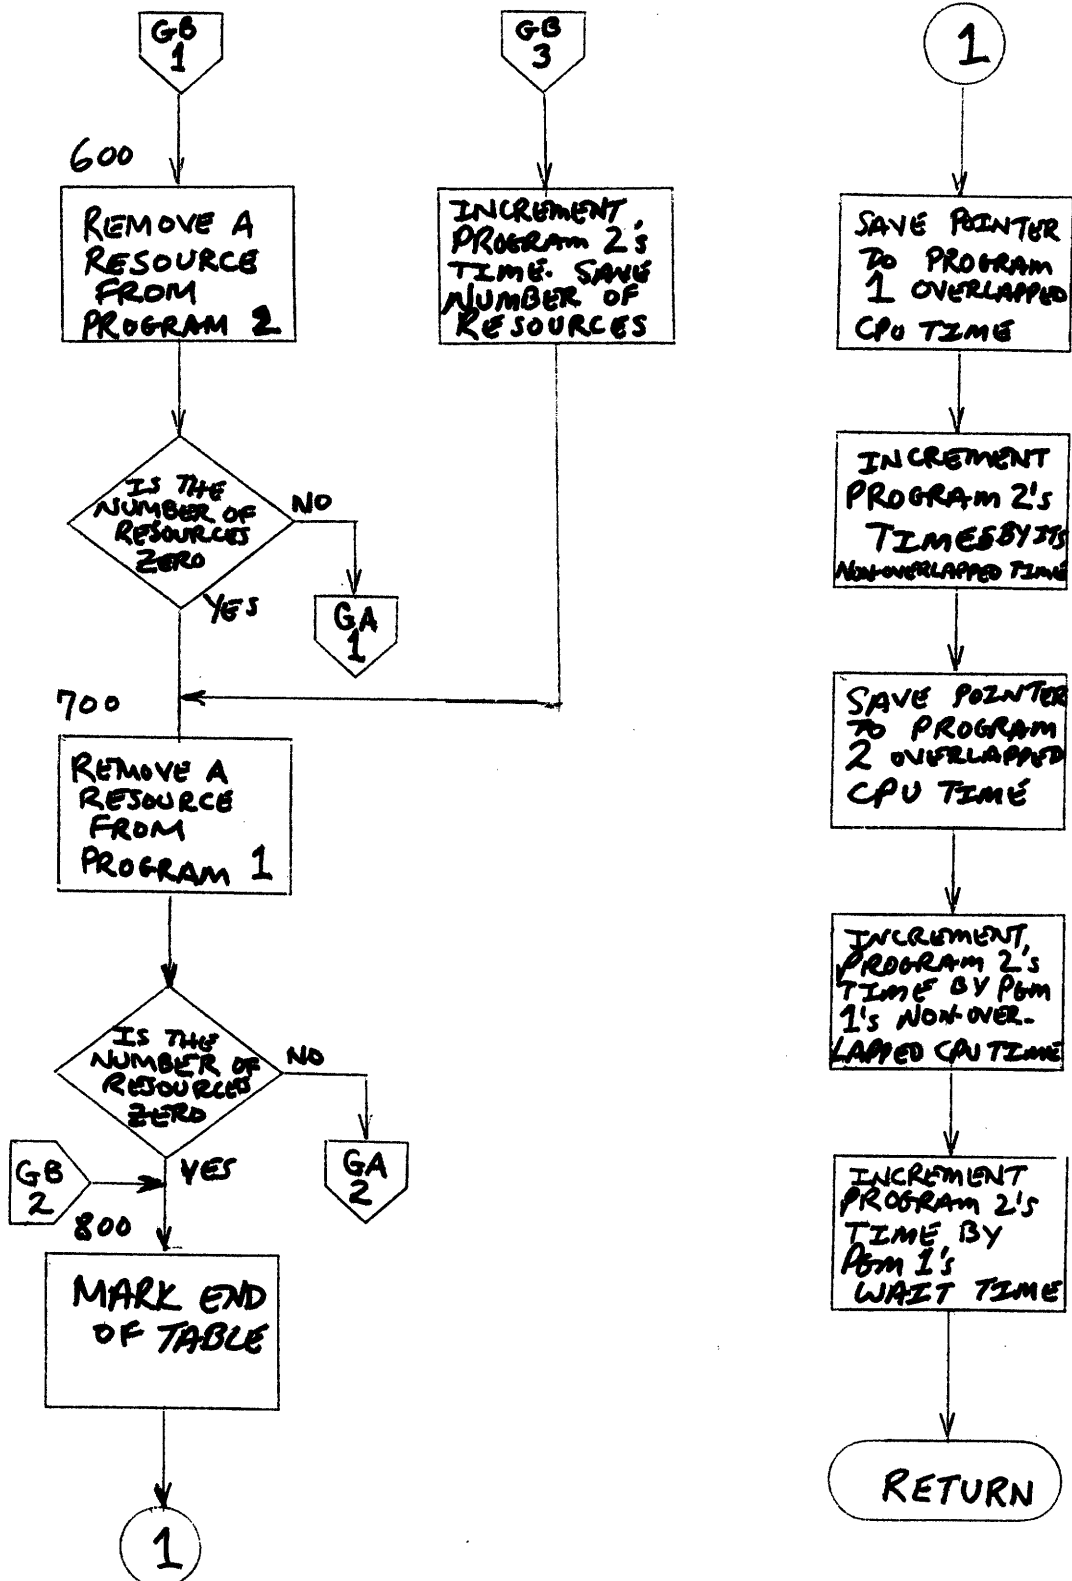 GB
1
600
REMOVE A
RESOURCE
FROM
PROGRAM 2
IS THE
NUMBER OF
RESOURCES
ZERO
NO
YES
GA
1
700
REMOVE A
RESOURCE
FROM
PROGRAM 1
IS THE
NUMBER OF
RESOURCES
ZERO
NO
YES
GA
2
GB
2
800
MARK END
OF TABLE
1
GB
3
INCREMENT
PROGRAM 2's
TIME. SAVE
NUMBER OF
RESOURCES
1
SAVE POINTER
TO PROGRAM
1 OVERLAPPED
CPU TIME
INCREMENT
PROGRAM 2's
TIMES BY ITS
NON-OVERLAPPED TIME
SAVE POINTER
TO PROGRAM
2 OVERLAPPED
CPU TIME
INCREMENT
PROGRAM 2's
TIME BY PGM
1's NON-OVER-
LAPPED CPU TIME
INCREMENT
PROGRAM 2's
TIME BY
PGM 1's
WAIT TIME
RETURN